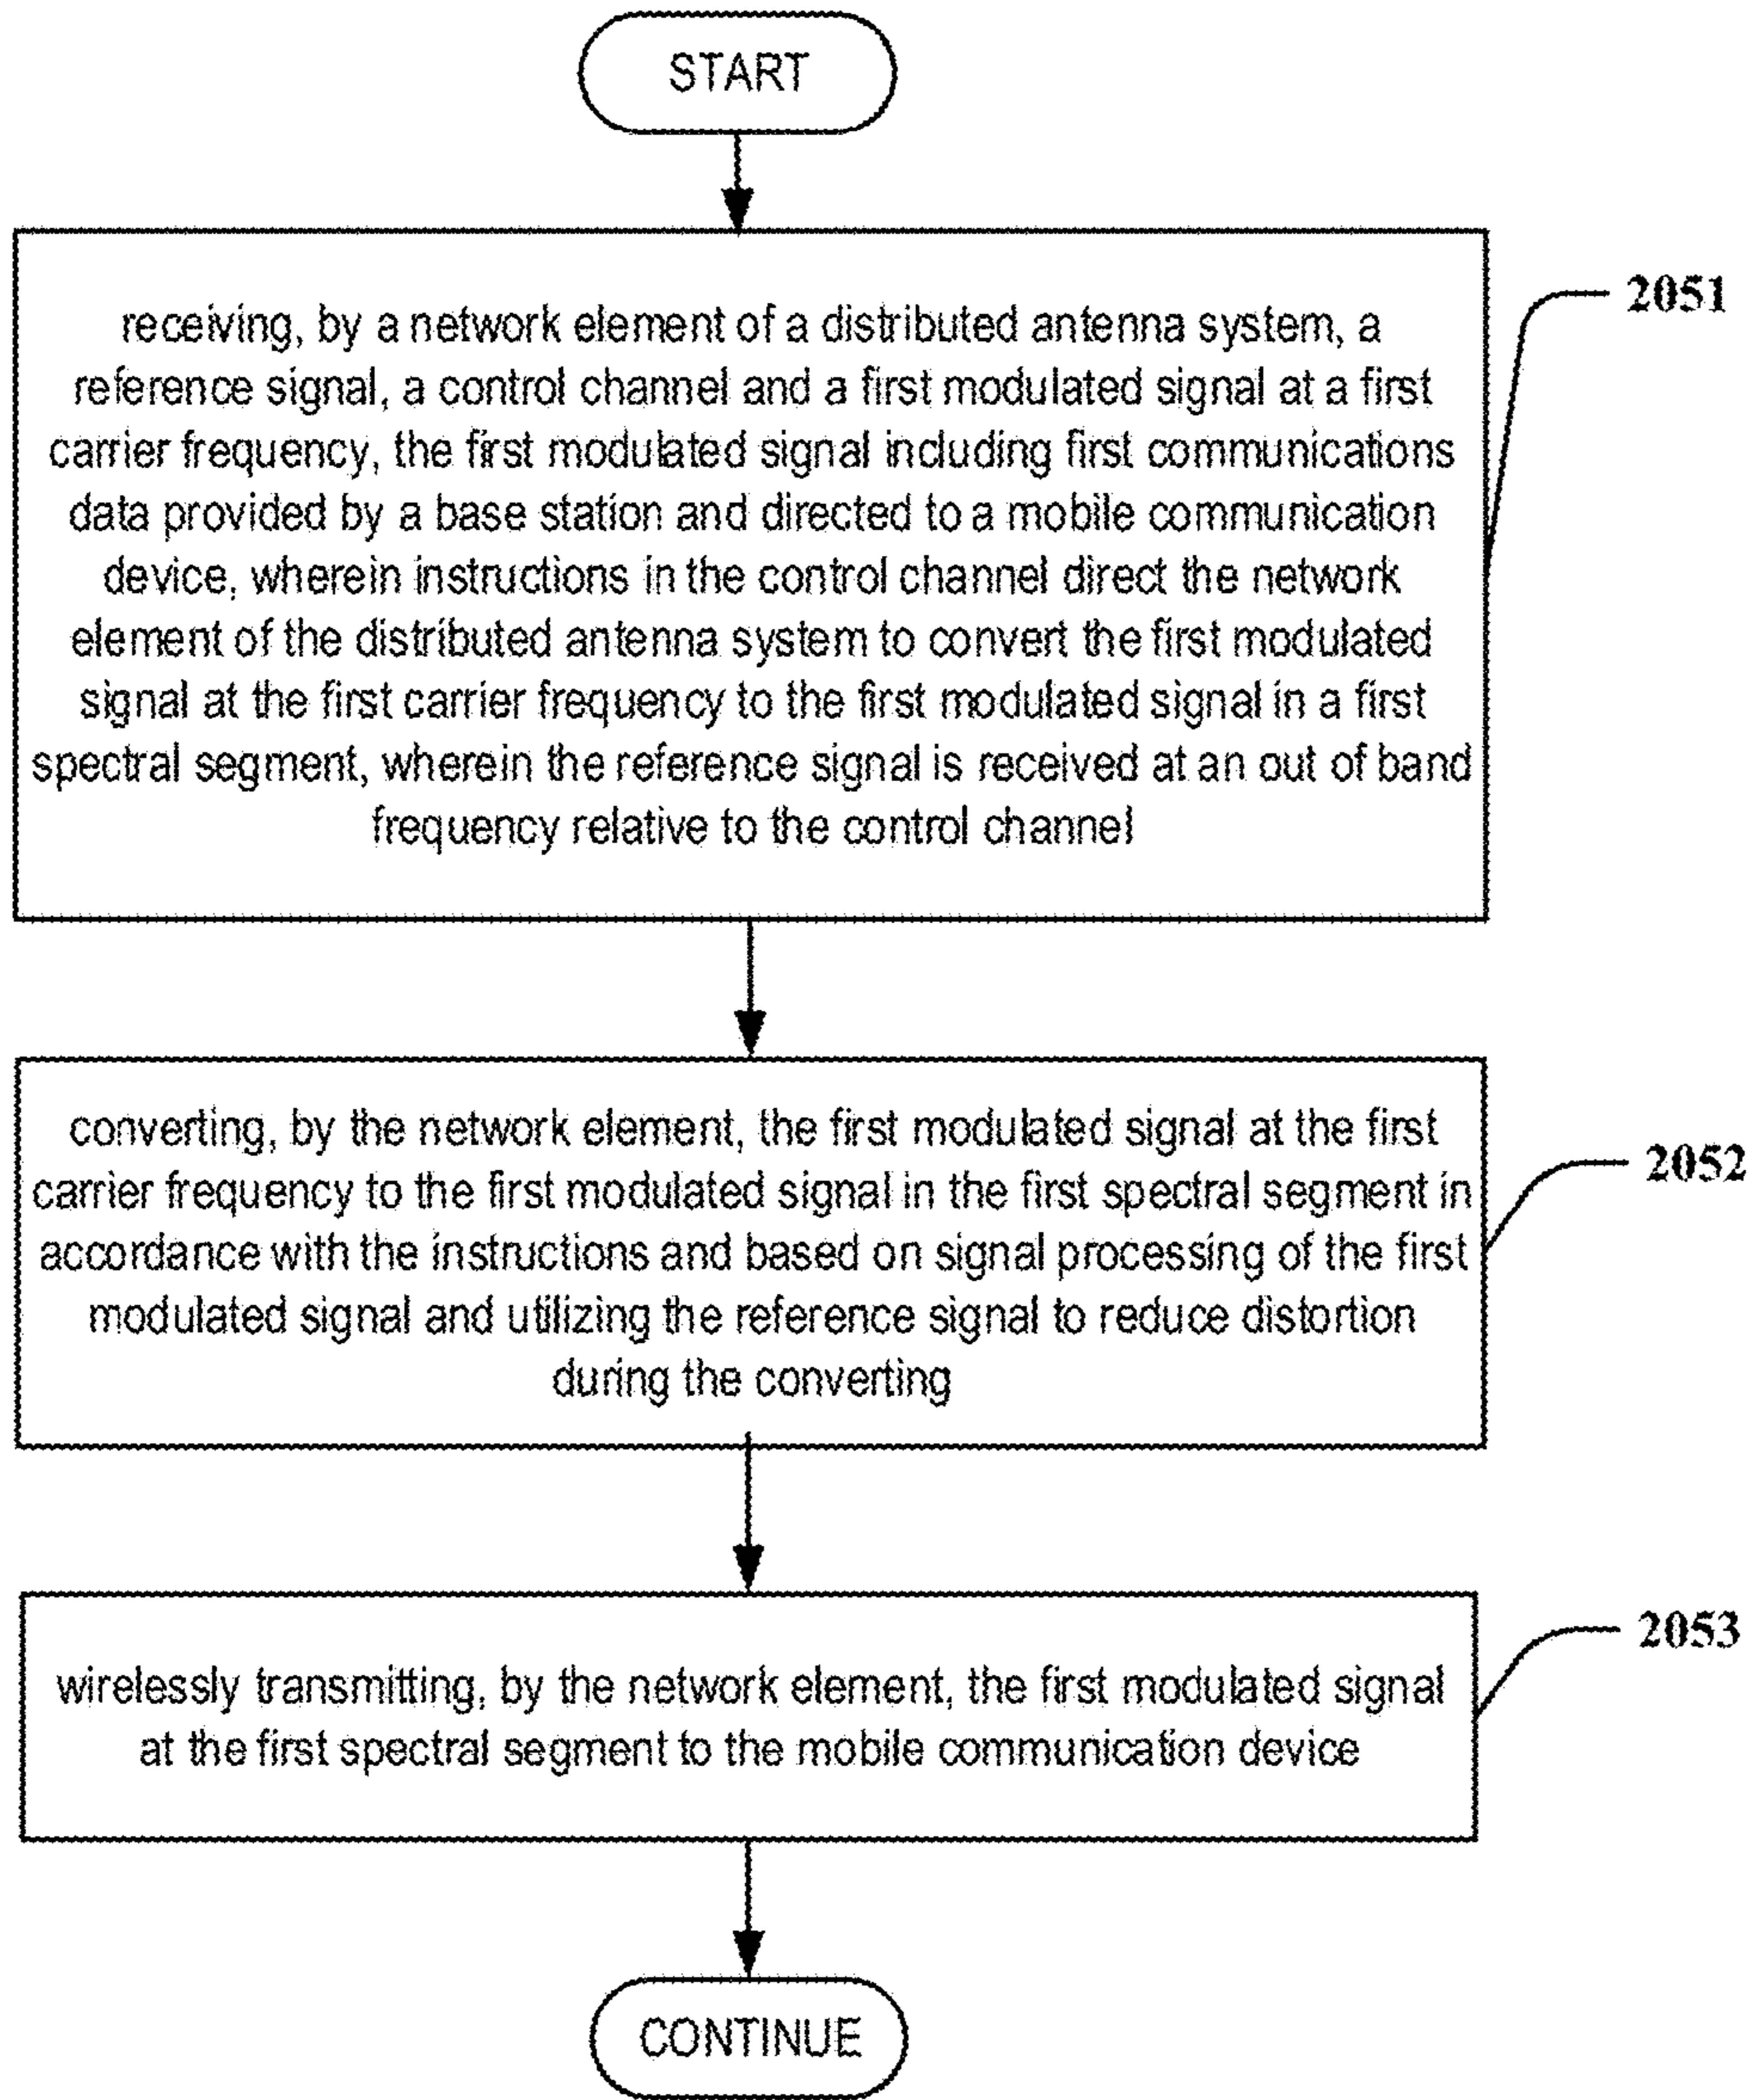 START
receiving, by a network element of a distributed antenna system, a
reference signal, a control channel and a first modulated signal at a first
carrier frequency, the first modulated signal including first communications
data provided by a base station and directed to a mobile communication
device, wherein instructions in the control channel direct the network
element of the distributed antenna system to convert the first modulated
signal at the first carrier frequency to the first modulated signal in a first
spectral segment, wherein the reference signal is received at an out of band
frequency relative to the control channel
2051
converting, by the network element, the first modulated signal at the first
carrier frequency to the first modulated signal in the first spectral segment in
accordance with the instructions and based on signal processing of the first
modulated signal and utilizing the reference signal to reduce distortion
during the converting
2052
wirelessly transmitting, by the network element, the first modulated signal
at the first spectral segment to the mobile communication device
2053
CONTINUE